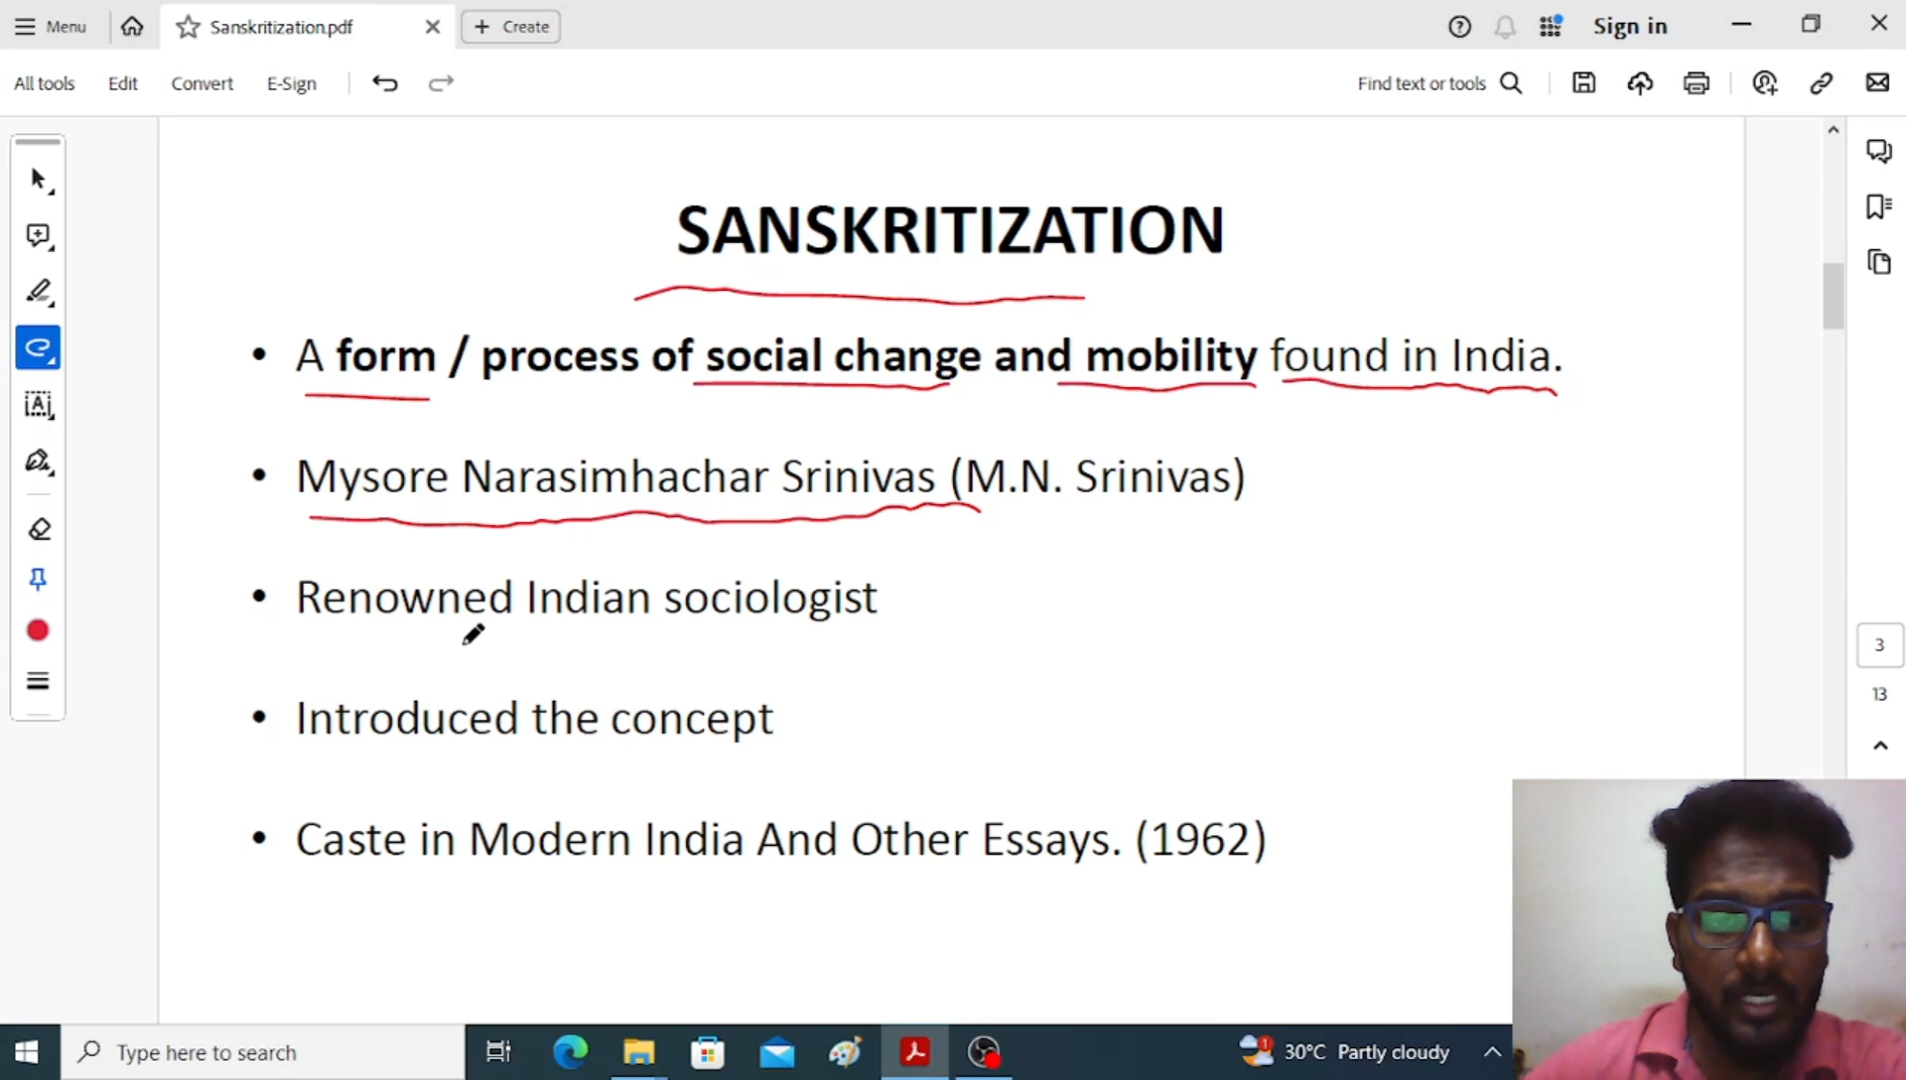 Menu
Sanskritization.pdf
Create
Sign in
All tools
Edit
Convert
E-Sign
Find text or tools
SANSKRITIZATION
• A form / process of social change and mobility found in India.
• Mysore Narasimhachar Srinivas (M.N. Srinivas)
• Renowned Indian sociologist
• Introduced the concept
• Caste in Modern India And Other Essays. (1962)
3
13
Type here to search
1
30°C Partly cloudy